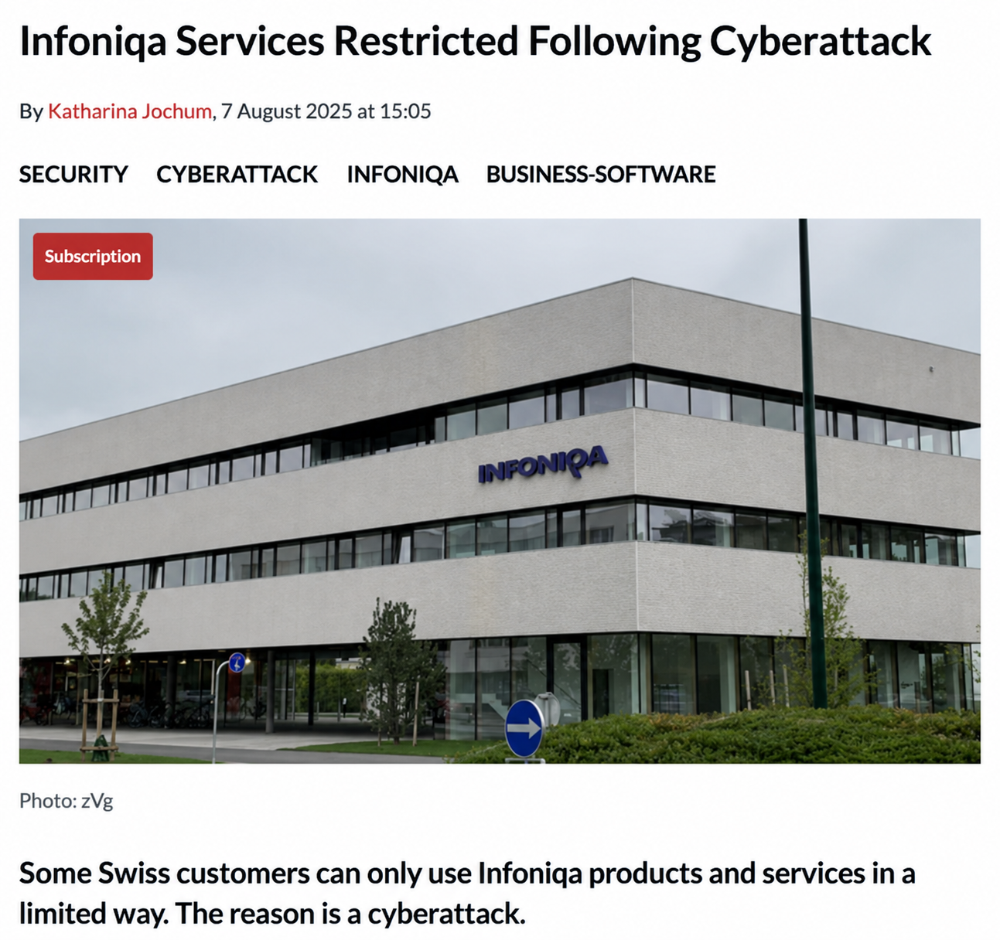 Infoniqa Services Restricted Following Cyberattack
By Katharina Jochum, 7 August 2025 at 15:05
SECURITY CYBERATTACK INFONIQA BUSINESS-SOFTWARE
Subscription
INFONIQA
Photo: zVg
Some Swiss customers can only use Infoniqa products and services in a
limited way. The reason is a cyberattack.